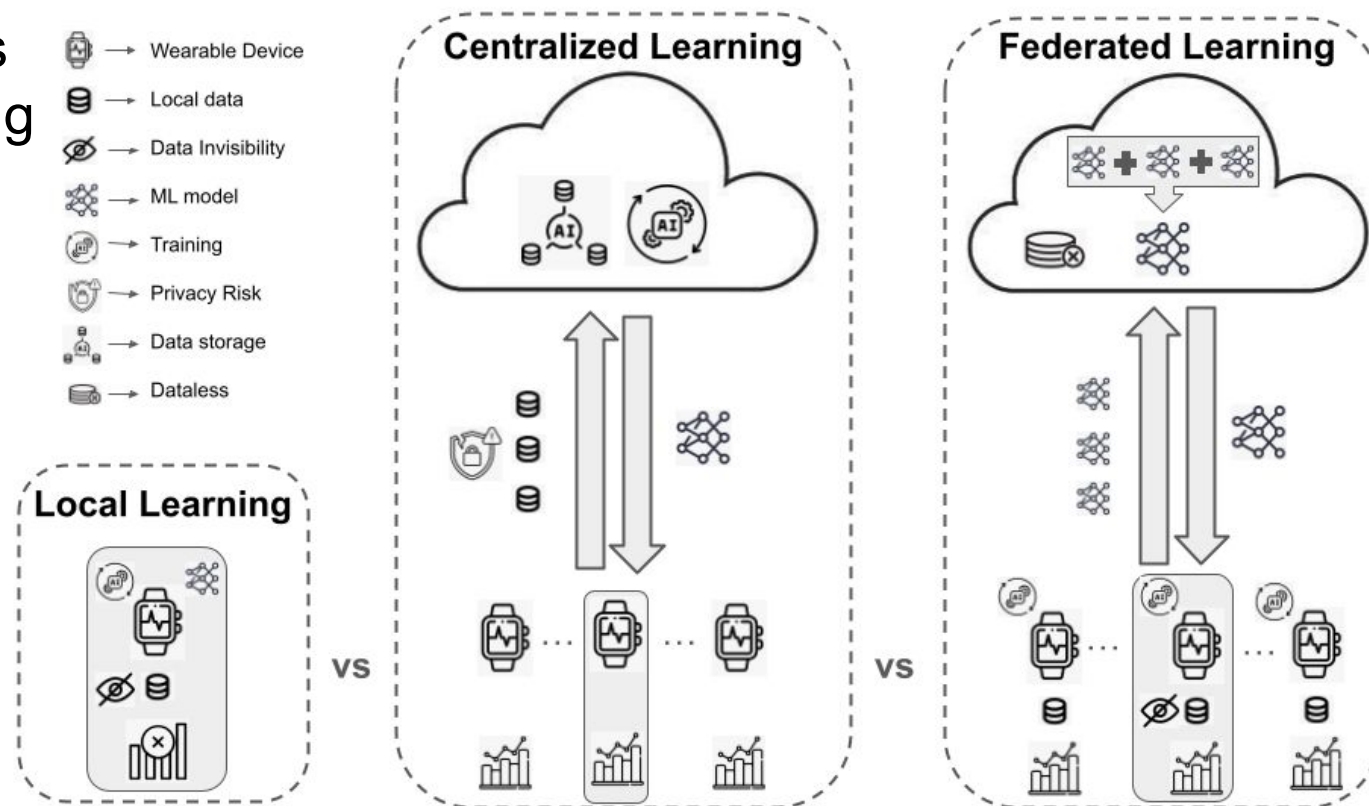 s
g
Wearable Device
Local data
Data Invisibility
ML model
Training
Privacy Risk
Data storage
Dataless
Local Learning
vs
Centralized Learning
AI
vs
Federated Learning